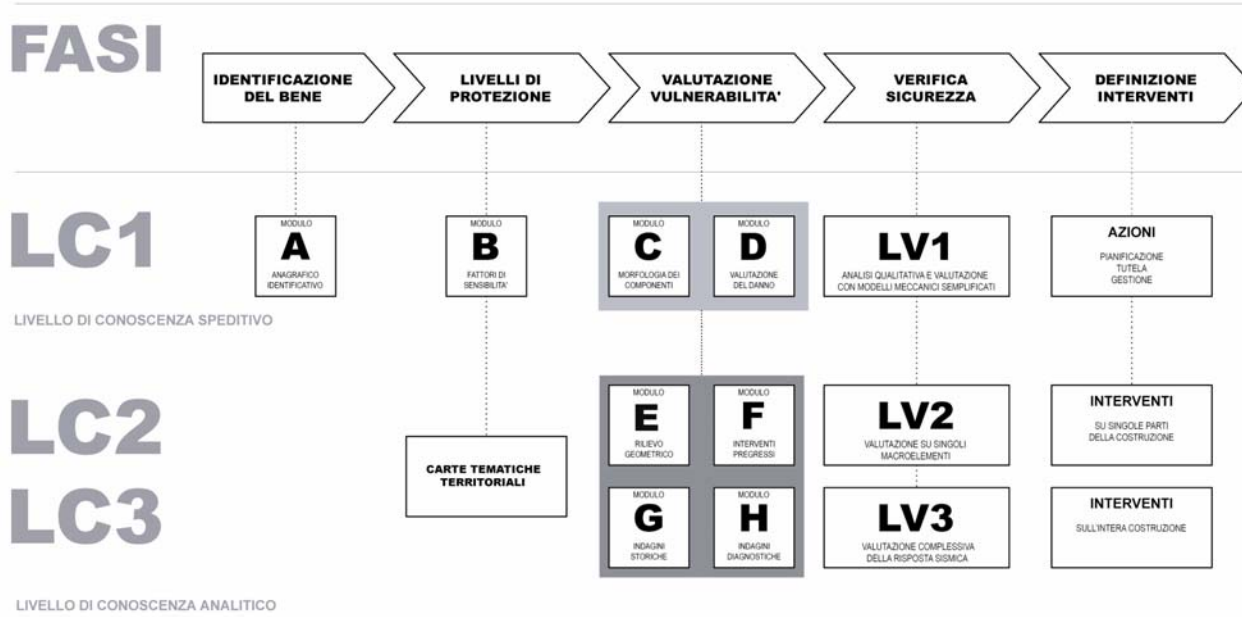 FASI
IDENTIFICAZIONE
DEL BENE
LIVELLI DI
PROTEZIONE
VALUTAZIONE
VULNERABILITA'
VERIFICA
SICUREZZA
DEFINIZIONE
INTERVENTI
LC1
MODULO
A
ANAGRAFICO
IDENTIFICATIVO
MODULO
B
FATTORI DI
SENSIBILITA'
MODULO
C
MORFOLOGIA DEI
COMPONENTI
MODULO
D
VALUTAZIONE
DEL DANNO
LV1
ANALISI QUALITATIVA E VALUTAZIONE
CON MODELLI MECCANICI SEMPLIFICATI
AZIONI
PIANIFICAZIONE
TUTELA
GESTIONE
LIVELLO DI CONOSCENZA SPEDITIVO
LC2
LC3
CARTE TEMATICHE
TERRITORIALI
MODULO
E
RILIEVO
GEOMETRICO
MODULO
F
INTERVENTI
PREGRESSI
LV2
VALUTAZIONE SU SINGOLI
MACROELEMENTI
INTERVENTI
SU SINGOLE PARTI
DELLA COSTRUZIONE
MODULO
G
INDAGINI
STORICHE
MODULO
H
INDAGINI
DIAGNOSTICHE
LV3
VALUTAZIONE COMPLESSIVA
DELLA RISPOSTA SISMICA
INTERVENTI
SULL'INTERA COSTRUZIONE
LIVELLO DI CONOSCENZA ANALITICO